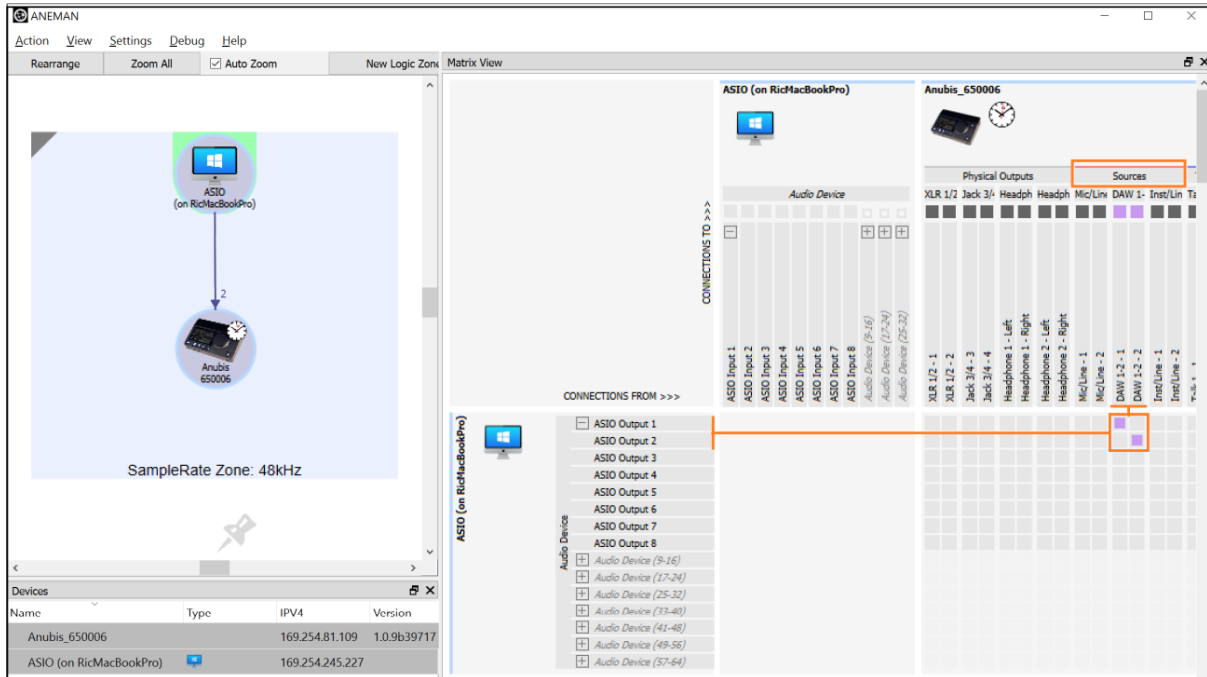 ANEMAN
Action View Settings Debug Help
Rearrange Zoom All Auto Zoom New Logic Zone
ASIO
(on RicMacBookPro)
2
Anubis
650006
SampleRate Zone: 48kHz
Devices
Name Type IPV4 Version
Anubis_650006 169.254.81.109 1.0.9b39717
ASIO (on RicMacBookPro) 169.254.245.227
Matrix View
ASIO (on RicMacBookPro)
Anubis_650006
Audio Device
Physical Outputs Sources
XLR 1/2 Jack 3/4 Headph Headph Mic/Line DAW 1- Inst/Lin Ta
CONNECTIONS TO >>>
ASIO Input 1
ASIO Input 2
ASIO Input 3
ASIO Input 4
ASIO Input 5
ASIO Input 6
ASIO Input 7
ASIO Input 8
Audio Device (9-16)
Audio Device (17-24)
Audio Device (25-32)
XLR 1/2 - 1
XLR 1/2 - 2
Jack 3/4 - 3
Jack 3/4 - 4
Headphone 1 - Left
Headphone 1 - Right
Headphone 2 - Left
Headphone 2 - Right
Mic/Line - 1
Mic/Line - 2
DAW 1-2 - 1
DAW 1-2 - 2
Inst/Line - 1
Inst/Line - 2
CONNECTIONS FROM >>>
ASIO (on RicMacBookPro)
Audio Device
ASIO Output 1
ASIO Output 2
ASIO Output 3
ASIO Output 4
ASIO Output 5
ASIO Output 6
ASIO Output 7
ASIO Output 8
Audio Device (9-16)
Audio Device (17-24)
Audio Device (25-32)
Audio Device (33-40)
Audio Device (41-48)
Audio Device (49-56)
Audio Device (57-64)